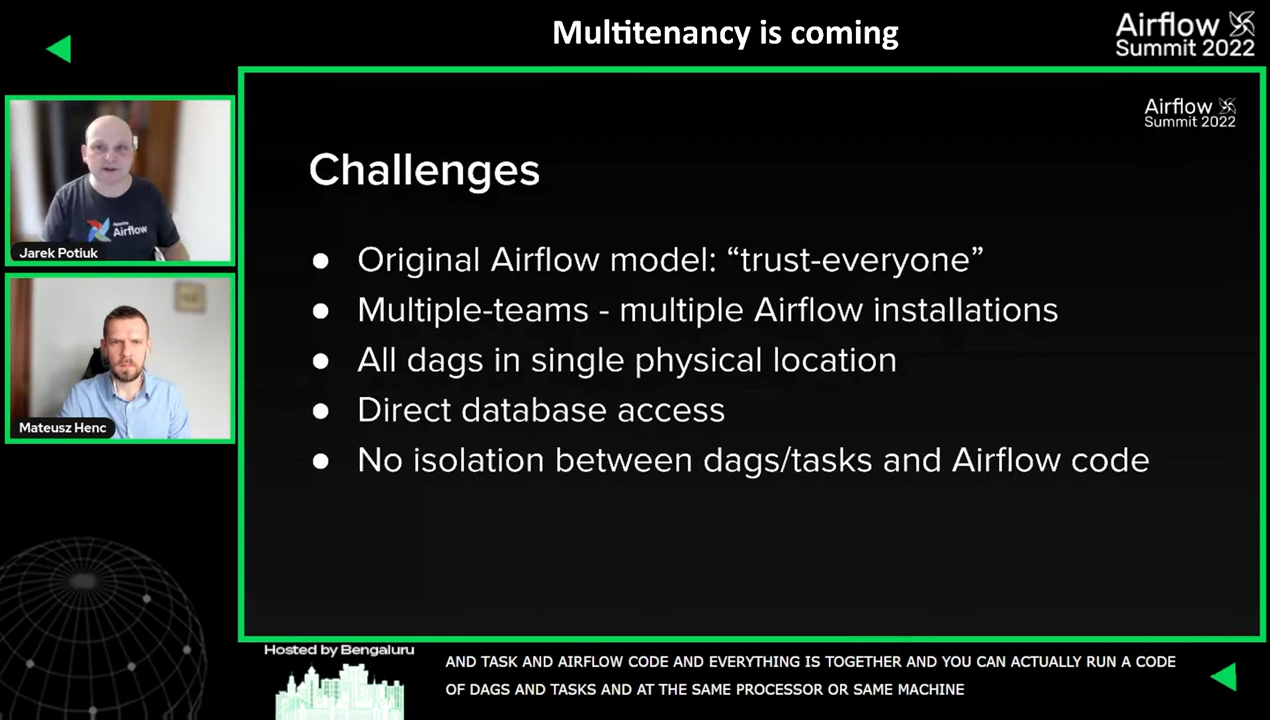 Multitenancy is coming
Airflow
Summit 2022
Airflow
Summit 2022
Challenges
● Original Airflow model: “trust-everyone”
● Multiple-teams - multiple Airflow installations
● All dags in single physical location
● Direct database access
● No isolation between dags/tasks and Airflow code
Airflow
Jarek Potiuk
Mateusz Henc
Hosted by Bengaluru
AND TASK AND AIRFLOW CODE AND EVERYTHING IS TOGETHER AND YOU CAN ACTUALLY RUN A CODE
OF DAGS AND TASKS AND AT THE SAME PROCESSOR OR SAME MACHINE